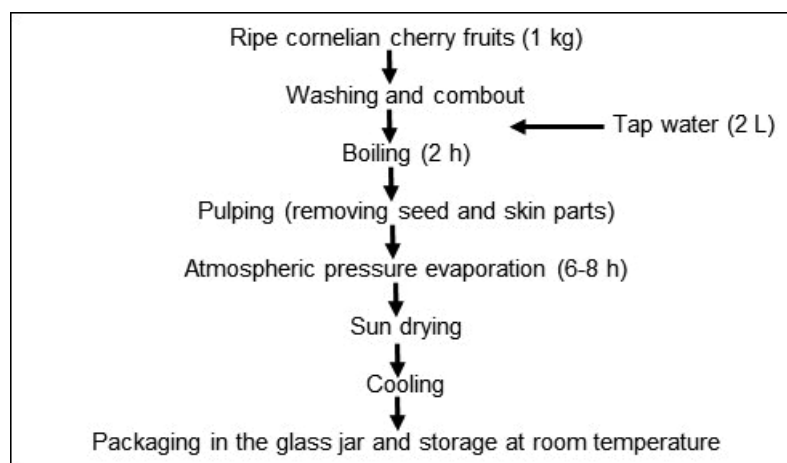 Ripe cornelian cherry fruits (1 kg)
Washing and combout
Tap water (2 L)
Boiling (2 h)
Pulping (removing seed and skin parts)
Atmospheric pressure evaporation (6-8 h)
Sun drying
Cooling
Packaging in the glass jar and storage at room temperature